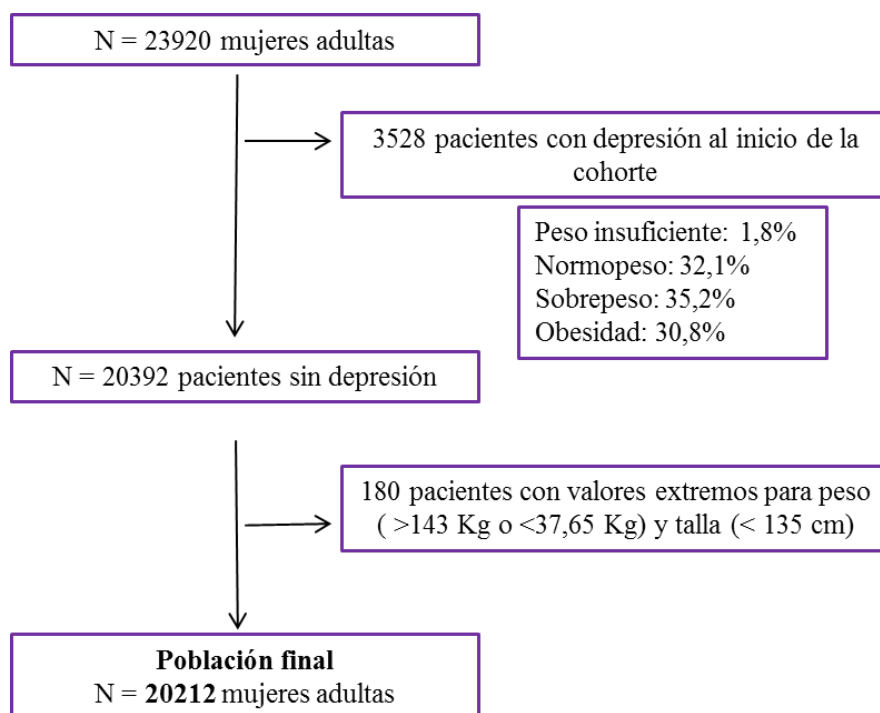 N = 23920 mujeres adultas
3528 pacientes con depresión al inicio de la
cohorte
Peso insuficiente: 1,8%
Normopeso: 32,1%
Sobrepeso: 35,2%
Obesidad: 30,8%
N = 20392 pacientes sin depresión
180 pacientes con valores extremos para peso
( >143 Kg o <37,65 Kg) y talla (< 135 cm)
Población final
N = 20212 mujeres adultas